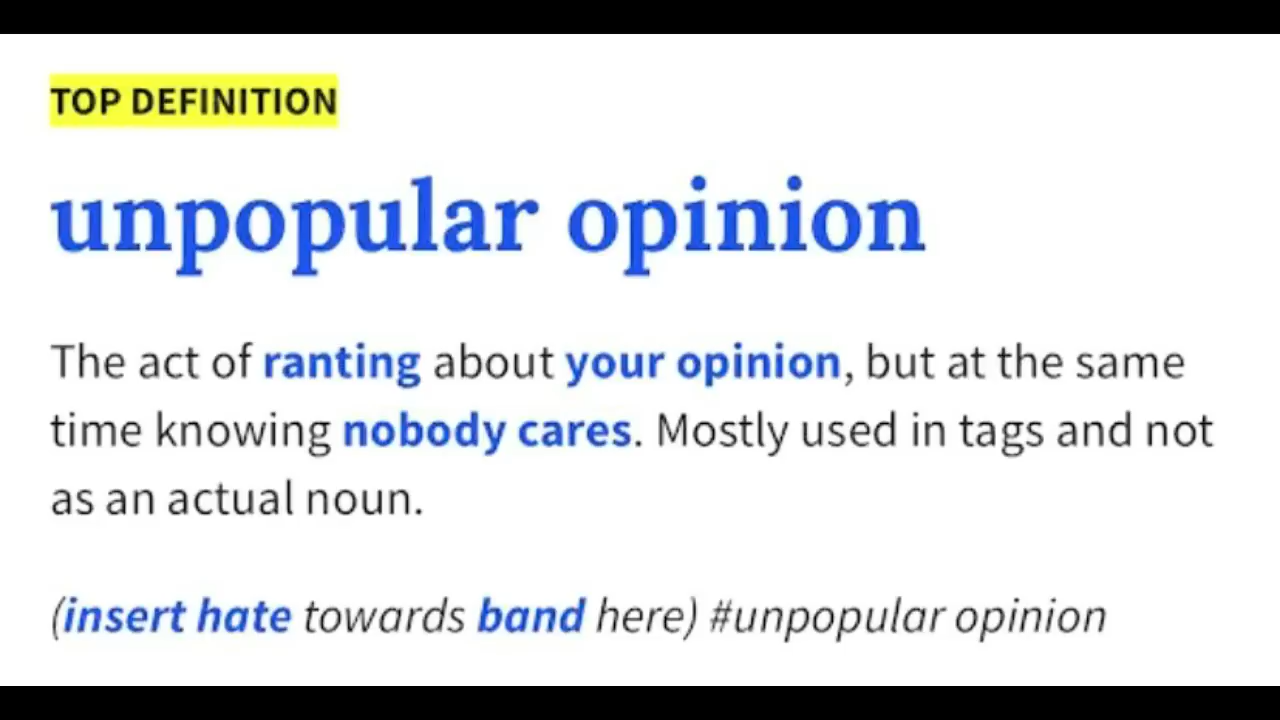 TOP DEFINITION
unpopular opinion
The act of ranting about your opinion, but at the same
time knowing nobody cares. Mostly used in tags and not
as an actual noun.
(insert hate towards band here) #unpopular opinion